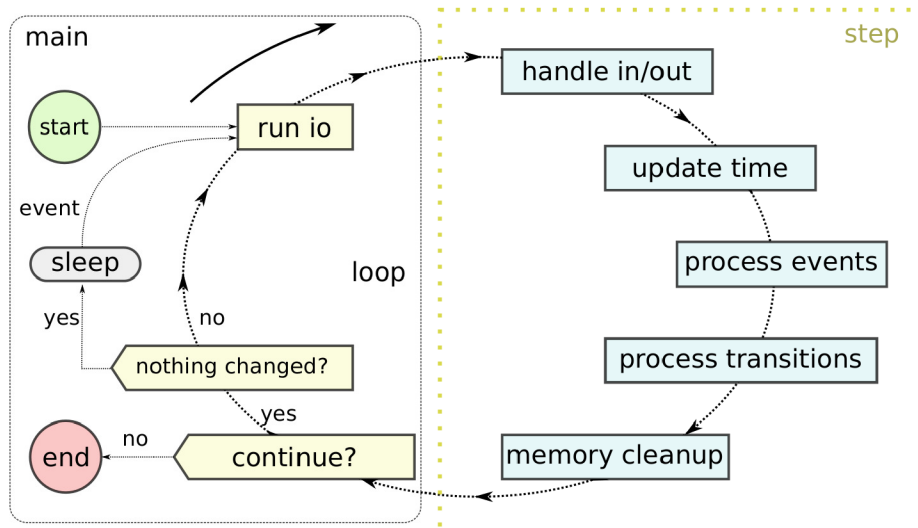 main
step
handle in/out
start
run io
update time
event
sleep
loop
process events
yes
no
nothing changed?
process transitions
yes
no
end
continue?
memory cleanup